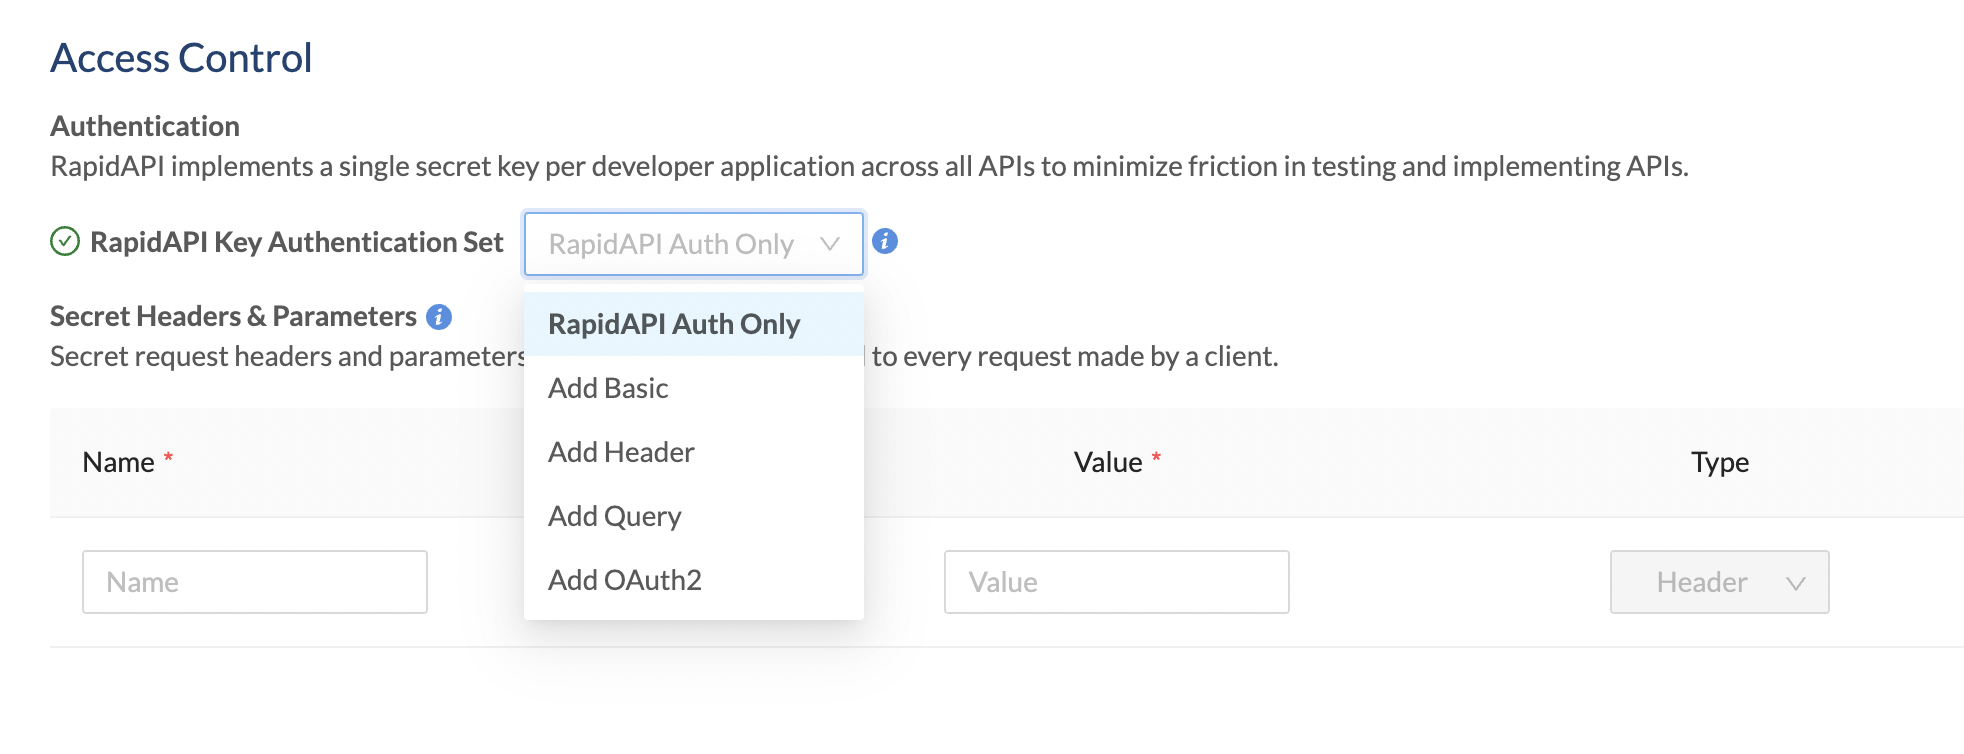 Access Control
Authentication
RapidAPI implements a single secret key per developer application across all APIs to minimize friction in testing and implementing APIs.
RapidAPI Key Authentication Set RapidAPI Auth Only
Secret Headers & Parameters
RapidAPI Auth Only
Secret request headers and parameters to every request made by a client.
Add Basic
Add Header
Name * Value * Type
Add Query
Add OAuth2
Name Value Header